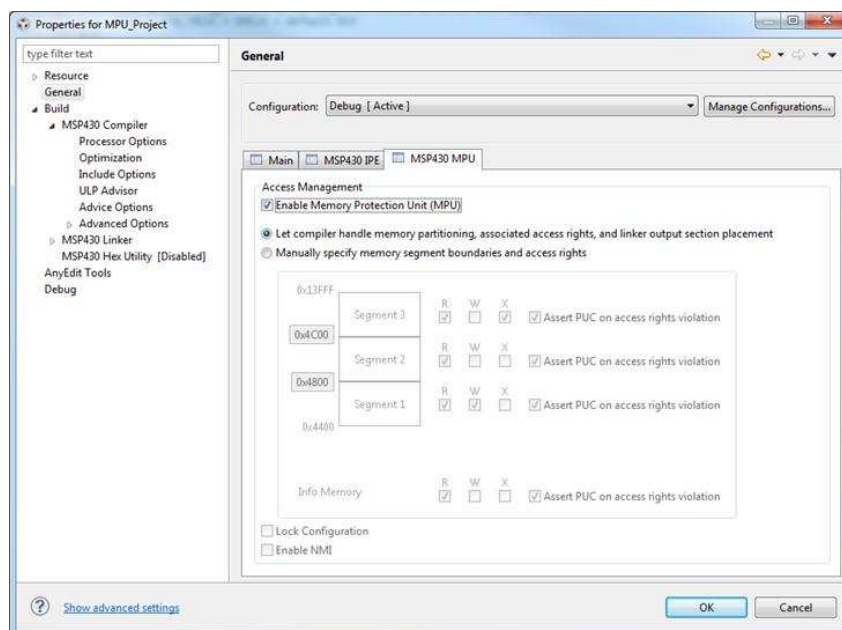 Properties for MPU_Project
type filter text
General
Resource
General
Build
MSP430 Compiler
Processor Options
Optimization
Include Options
ULP Advisor
Advice Options
Advanced Options
MSP430 Linker
MSP430 Hex Utility [Disabled]
AnyEdit Tools
Debug
Configuration: Debug [ Active ] Manage Configurations...
Main MSP430 IPE MSP430 MPU
Access Management
Enable Memory Protection Unit (MPU)
Let compiler handle memory partitioning, associated access rights, and linker output section placement
Manually specify memory segment boundaries and access rights
0x13FFF
R W X
Segment 3 Assert PUC on access rights violation
0x4C00
R W X
Segment 2 Assert PUC on access rights violation
0x4800
R W X
Segment 1 Assert PUC on access rights violation
0x4400
R W X
Info Memory Assert PUC on access rights violation
Lock Configuration
Enable NMI
? Show advanced settings OK Cancel